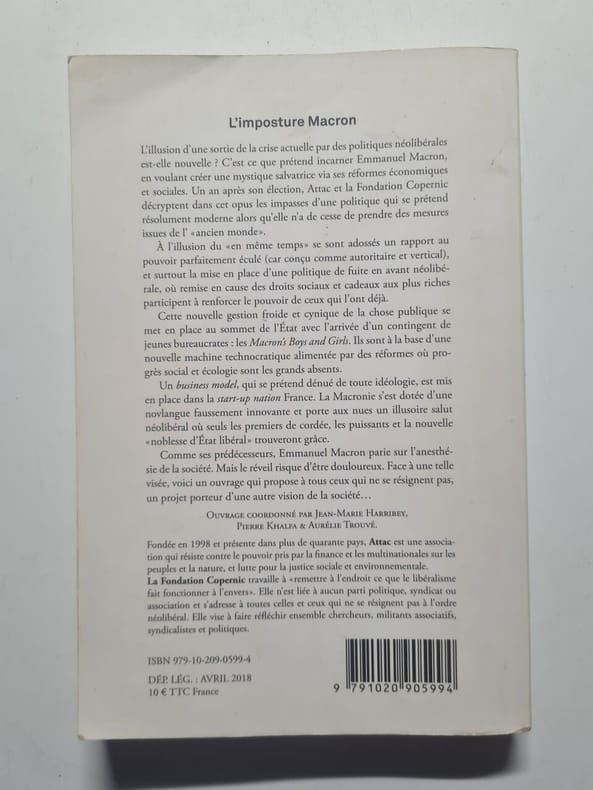 L'imposture Macron
L'illusion d'une sortie de la crise actuelle par des politiques néolibérales
est-elle nouvelle ? C'est ce que prétend incarner Emmanuel Macron,
en voulant créer une mystique salvatrice via ses réformes économiques
et sociales. Un an après son élection, Attac et la Fondation Copernic
décryptent dans cet opus les impasses d'une politique qui se prétend
résolument moderne alors qu'elle n'a de cesse de prendre des mesures
issues de l' «ancien monde».
À l'illusion du «en même temps» se sont adossés un rapport au
pouvoir parfaitement éculé (car conçu comme autoritaire et vertical),
et surtout la mise en place d'une politique de fuite en avant néolibé-
rale, où remise en cause des droits sociaux et cadeaux aux plus riches
participent à renforcer le pouvoir de ceux qui l'ont déjà.
Cette nouvelle gestion froide et cynique de la chose publique se
met en place au sommet de l'État avec l'arrivée d'un contingent de
jeunes bureaucrates : les Macron's Boys and Girls. Ils sont à la base d'une
nouvelle machine technocratique alimentée par des réformes où pro-
grès social et écologie sont les grands absents.
Un business model, qui se prétend dénué de toute idéologie, est mis
en place dans la start-up nation France. La Macronie s'est dotée d'une
novlangue faussement innovante et porte aux nues un illusoire salut
néolibéral où seuls les premiers de cordée, les puissants et la nouvelle
«noblesse d'État libéral» trouveront grâce.
Comme ses prédécesseurs, Emmanuel Macron parie sur l'anesthé-
sie de la société. Mais le réveil risque d'être douloureux. Face à une telle
visée, voici un ouvrage qui propose à tous ceux qui ne se résignent pas,
un projet porteur d'une autre vision de la société…
Ouvrage coordonné par Jean-Marie Harribey,
Pierre Khalfa & Aurélie Trouvé.
Fondée en 1998 et présente dans plus de quarante pays, Attac est une associa-
tion qui résiste contre le pouvoir pris par la finance et les multinationales sur les
peuples et la nature, et lutte pour la justice sociale et environnementale.
La Fondation Copernic travaille à «remettre à l'endroit ce que le libéralisme
fait fonctionner à l'envers». Elle n'est liée à aucun parti politique, syndicat ou
association et s'adresse à toutes celles et ceux qui ne se résignent pas à l'ordre
néolibéral. Elle vise à faire réfléchir ensemble chercheurs, militants associatifs,
syndicalistes et politiques.
ISBN 979-10-209-0599-4
DÉP. LÉG. : AVRIL 2018
10 € TTC France
9 791020 905994